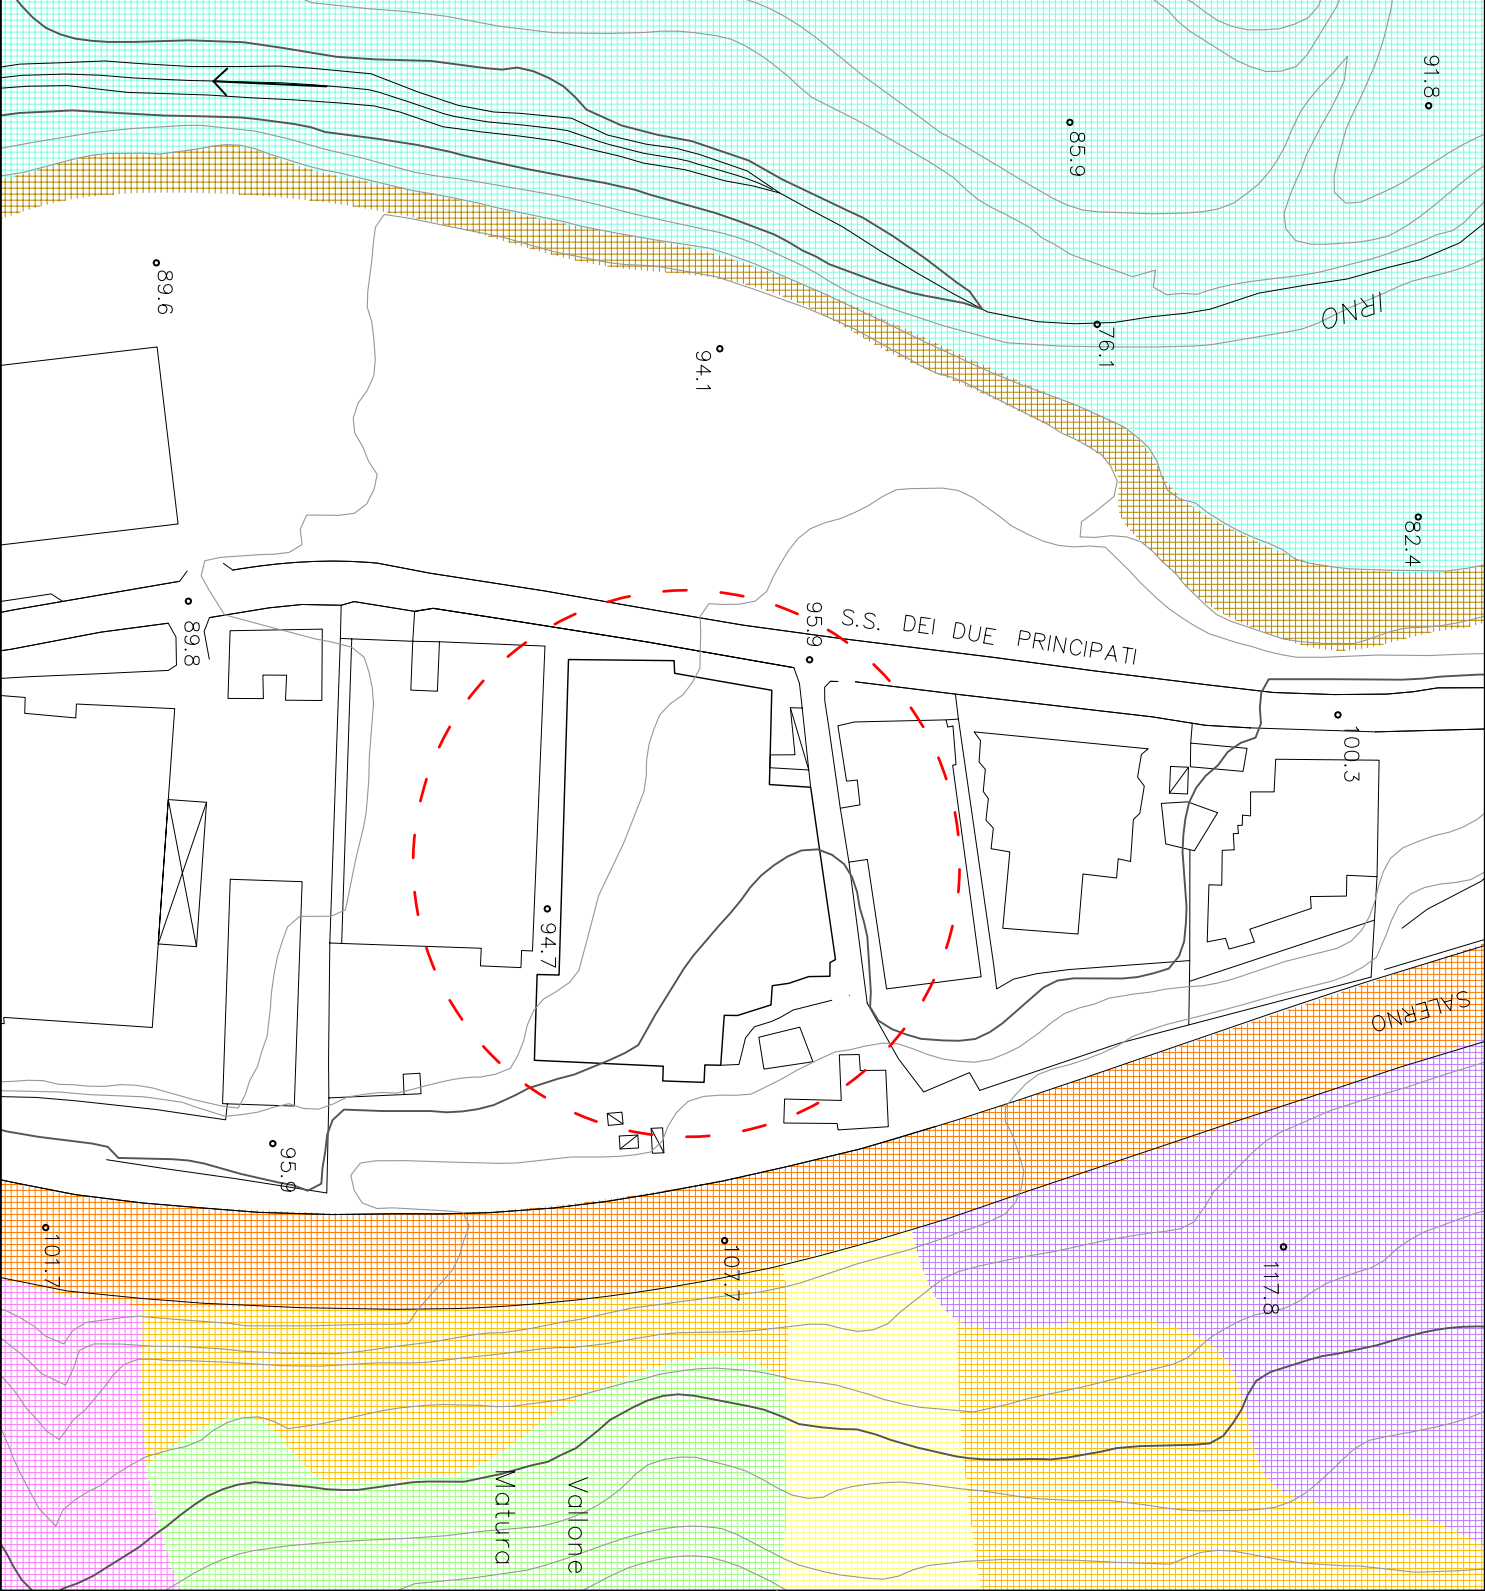 91.8
85.9
89.6
IRNO
76.1
94.1
82.4
95.9
S.S. DEI DUE PRINCIPATI
89.8
100.3
94.7
SALERNO
95.9
101.7
107.7
117.8
Vallone
Matura